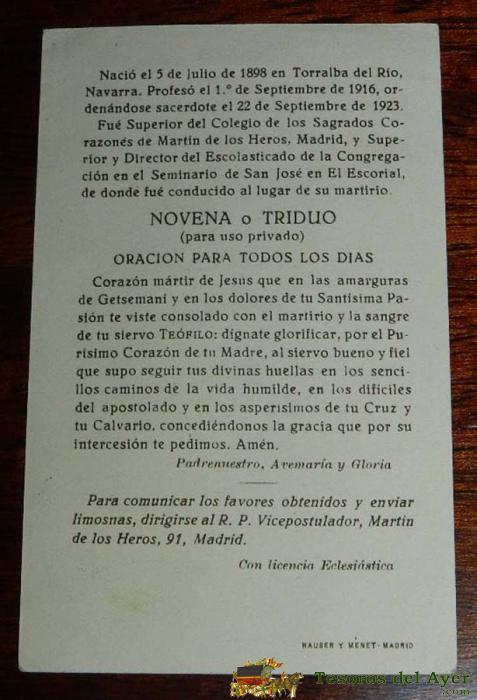 Nació el 5 de Julio de 1898 en Torralba del Río,
Navarra. Profesó el 1.º de Septiembre de 1916, or-
denándose sacerdote el 22 de Septiembre de 1923.
Fué Superior del Colegio de los Sagrados Co-
razones de Martín de los Heros, Madrid, y Supe-
rior y Director del Escolasticado de la Congrega-
ción en el Seminario de San José en El Escorial,
de donde fué conducido al lugar de su martirio.
NOVENA o TRIDUO
(para uso privado)
ORACION PARA TODOS LOS DIAS
Corazón mártir de Jesús que en las amarguras
de Getsemaní y en los dolores de tu Santísima Pa-
sión te viste consolado con el martirio y la sangre
de tu siervo TEÓFILO: dígnate glorificar, por el Pu-
rísimo Corazón de tu Madre, al siervo bueno y fiel
que supo seguir tus divinas huellas en los senci-
llos caminos de la vida humilde, en los difíciles
del apostolado y en los asperísimos de tu Cruz y
tu Calvario, concediéndonos la gracia que por su
intercesión te pedimos. Amén.
Padrenuestro, Avemaría y Gloria
Para comunicar los favores obtenidos y enviar
limosnas, dirigirse al R. P. Vicepostulador, Martín
de los Heros, 91, Madrid.
Con licencia Eclesiástica
HAUSER Y MENET-MADRID
Tesoros del Ayer
.com